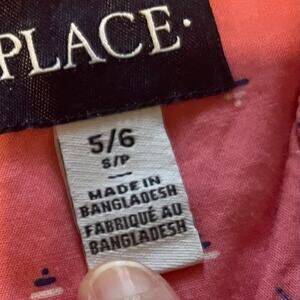 PLACE.
5/6
S/P
MADE IN
BANGLADESH
FABRIQUÉ AU
BANGLADESH